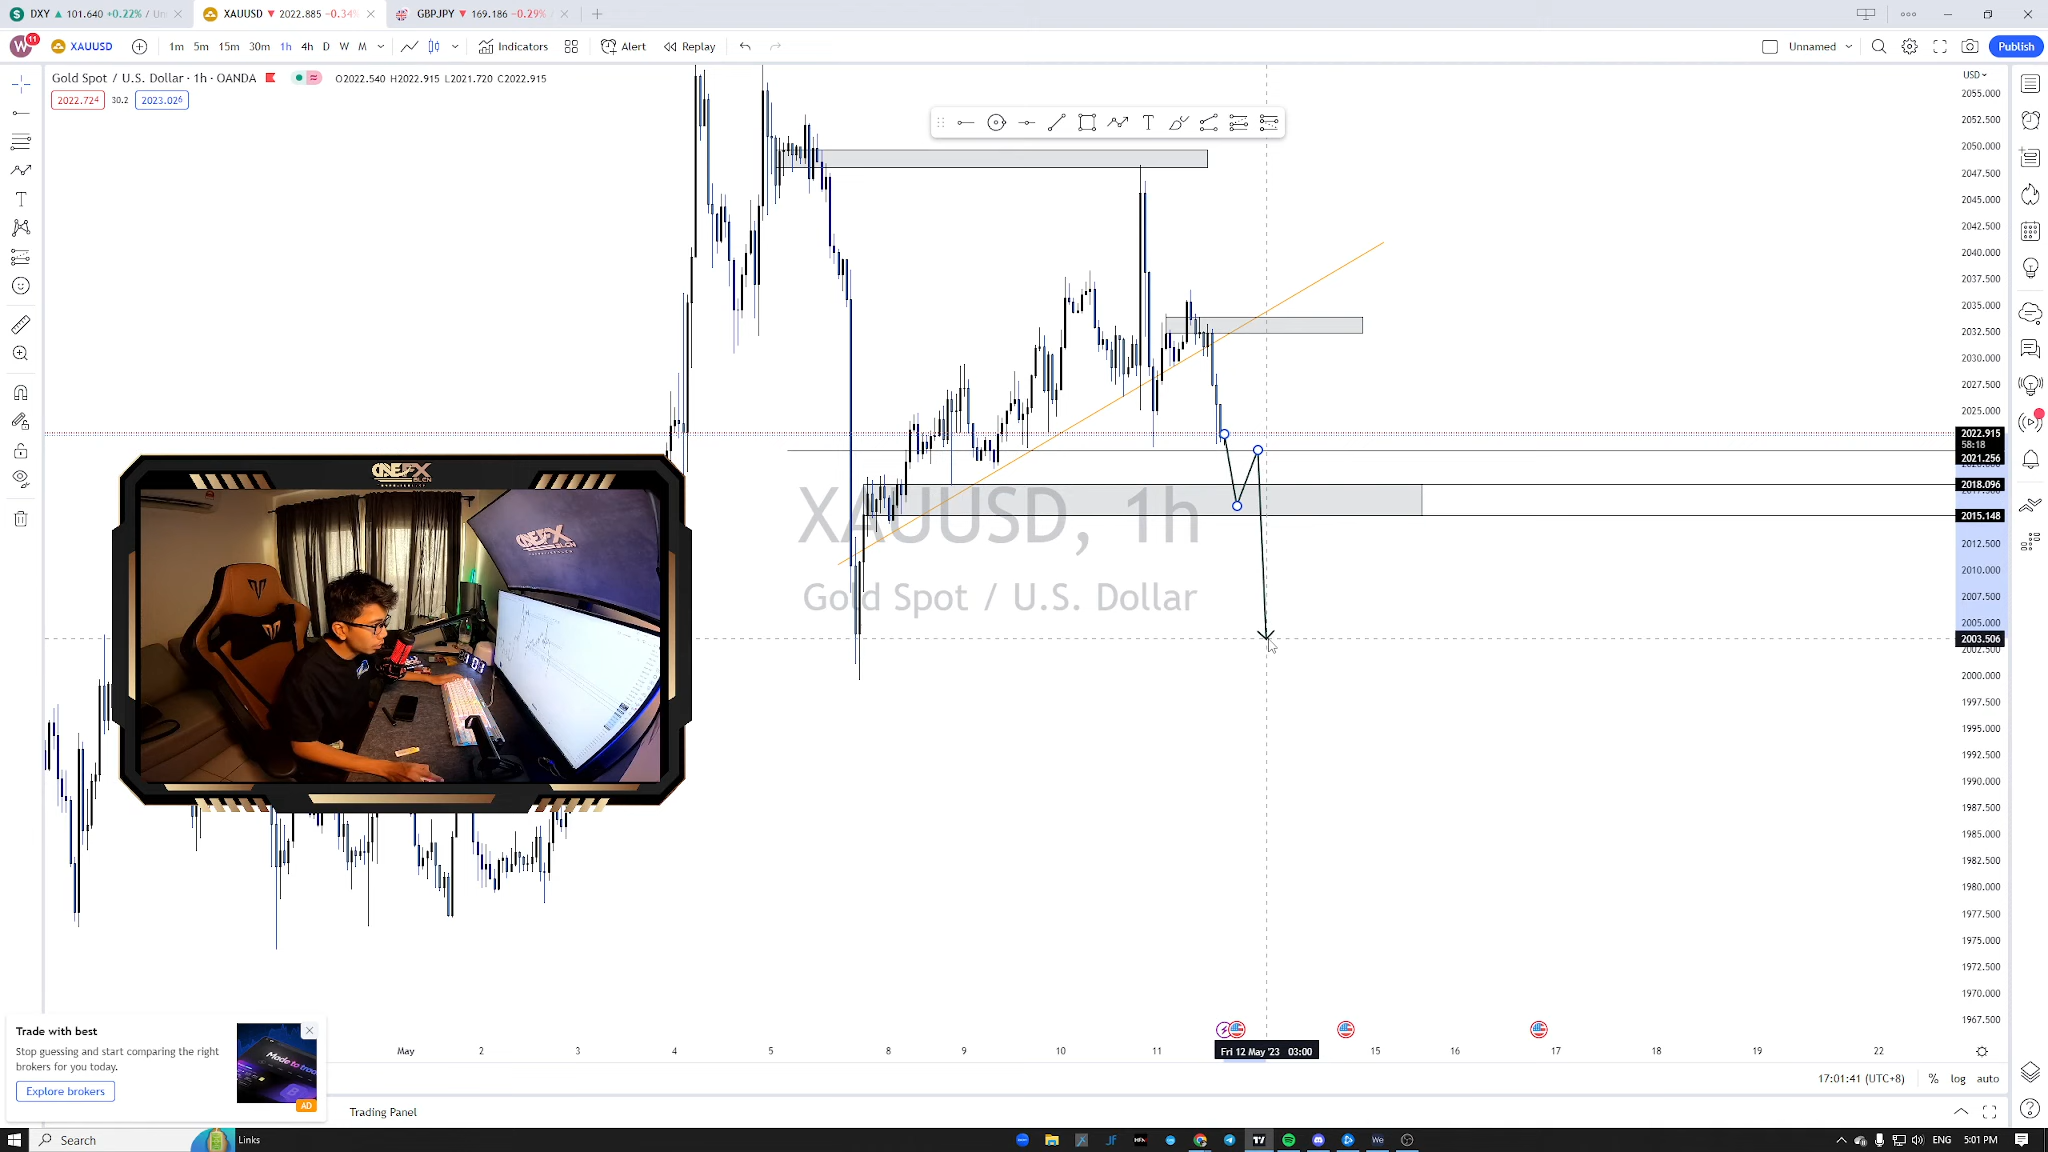 DXY ▲ 101.640 +0.22% / Un
XAUUSD ▼ 2022.885 −0.34%
GBPJPY ▼ 169.186 −0.29%
W 11
XAUUSD
1m 5m 15m 30m 1h 4h D W M
Indicators
Alert
Replay
Unnamed
Publish
Gold Spot / U.S. Dollar · 1h · OANDA
O2022.540 H2022.915 L2021.720 C2022.915
2022.724 30.2 2023.026
USD
2055.000
2052.500
2050.000
2047.500
2045.000
2042.500
2040.000
2037.500
2035.000
2032.500
2030.000
2027.500
2025.000
2022.915
58:18
2021.256
2018.096
2015.148
2012.500
2010.000
2007.500
2005.000
2003.506
2002.500
2000.000
1997.500
1995.000
1992.500
1990.000
1987.500
1985.000
1982.500
1980.000
1977.500
1975.000
1972.500
1970.000
1967.500
XAUUSD, 1h
Gold Spot / U.S. Dollar
May 2 3 4 5 8 9 10 11 Fri 12 May '23 03:00 15 16 17 18 19 22
17:01:41 (UTC+8) % log auto
Trade with best
Stop guessing and start comparing the right
brokers for you today.
Explore brokers
AD
Trading Panel
Search
Links
ENG 5:01 PM